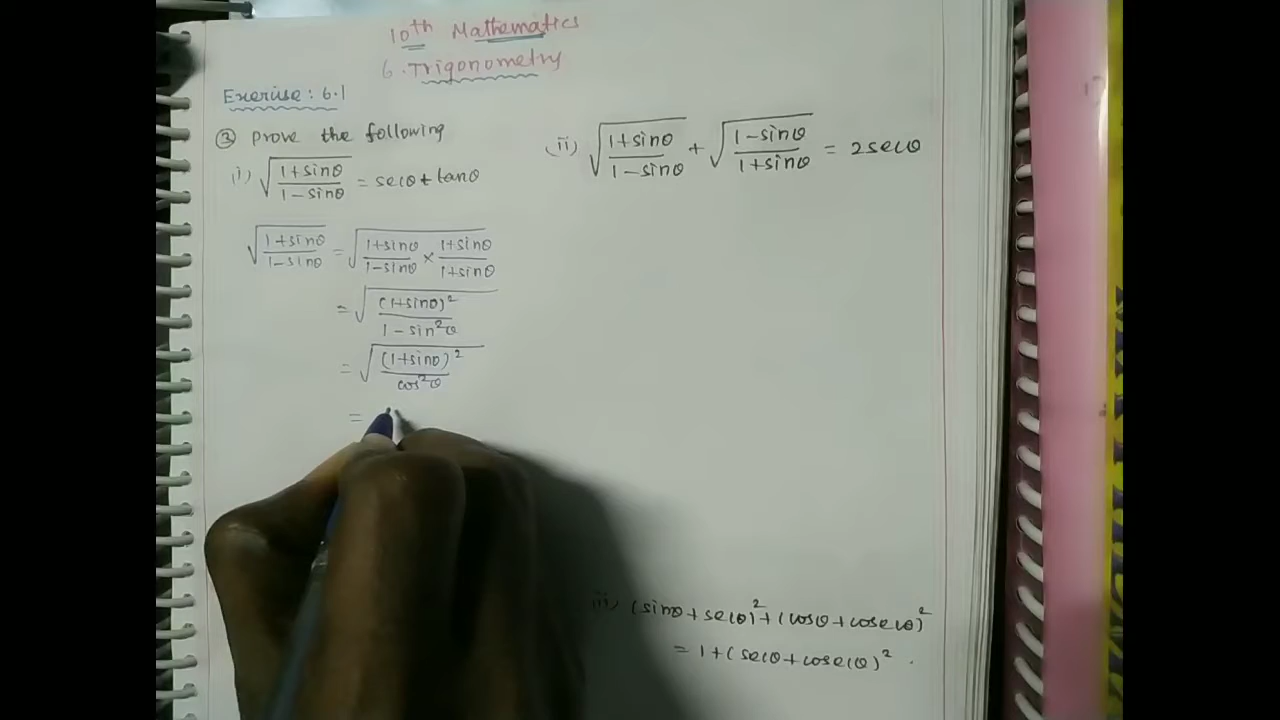 10th Mathematics
6. Trigonometry
Exercise: 6.1
③ prove the following
(i) √((1+sinθ)/(1-sinθ)) = secθ + tanθ
√((1+sinθ)/(1-sinθ)) = √((1+sinθ)/(1-sinθ) × (1+sinθ)/(1+sinθ))
= √((1+sinθ)²/(1-sin²θ))
= √((1+sinθ)²/cos²θ)
=
(ii) √((1+sinθ)/(1-sinθ)) + √((1-sinθ)/(1+sinθ)) = 2secθ
iii) (sinθ+secθ)²+(cosθ+cosecθ)²
= 1+(secθ+cosecθ)².